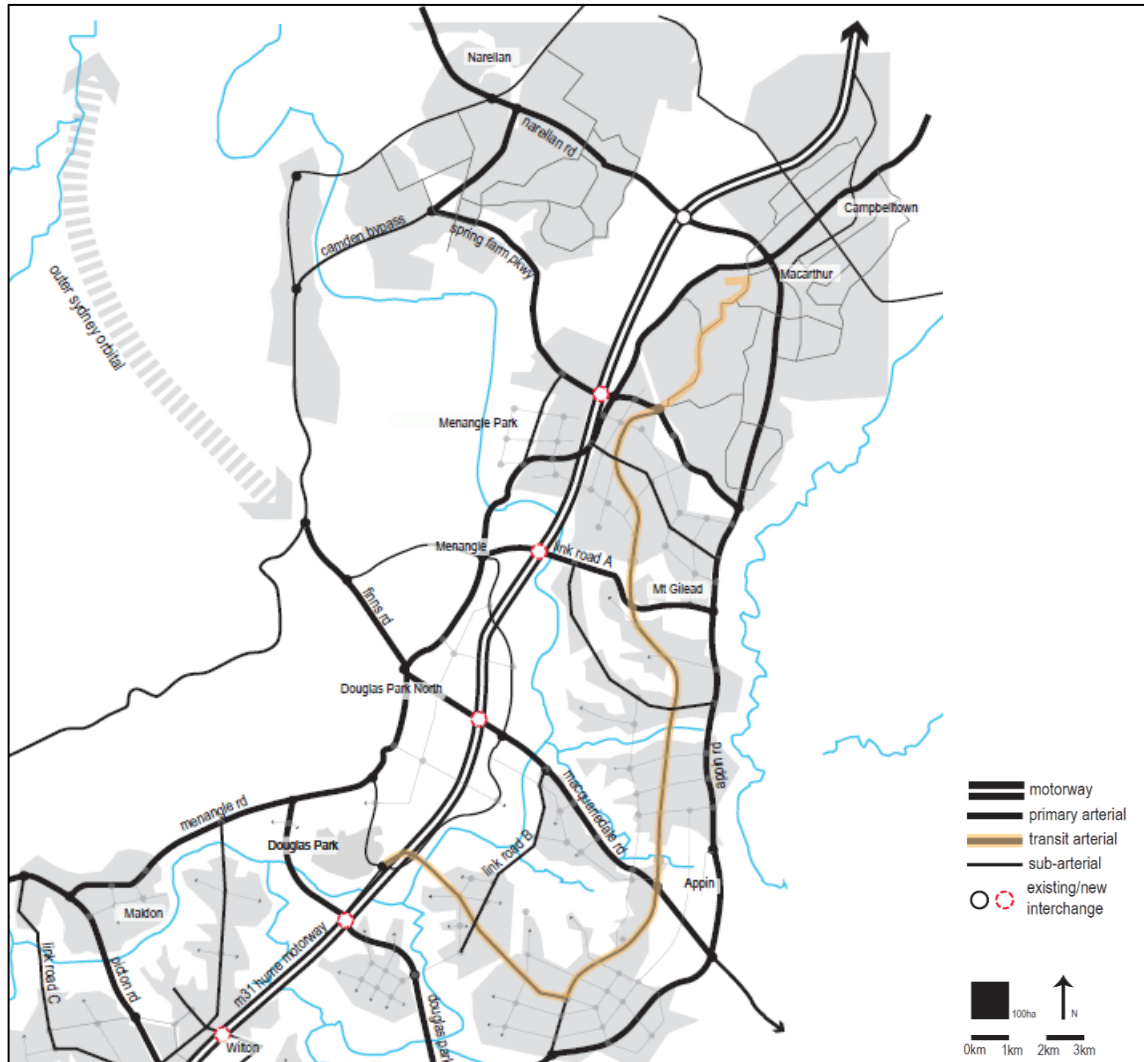 Narellan
narellan rd
Campbelltown
camden bypass
spring farm pkwy
Macarthur
outer sydney orbital
Menangle Park
Menangle
link road A
Mt Gilead
finns rd
Douglas Park North
appin rd
macquariedale rd
menangle rd
Douglas Park
link road B
Appin
Maldon
link road C
picton rd
m31 hume motorway
douglas park
Wilton
motorway
primary arterial
transit arterial
sub-arterial
existing/new
interchange
100ha
N
0km 1km 2km 3km